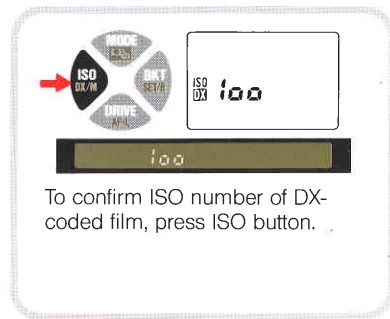 MODE
ISO
DX/M
BKT
SET/R
DRIVE
AF-L
ISO
DX 100
100
To confirm ISO number of DX-
coded film, press ISO button.